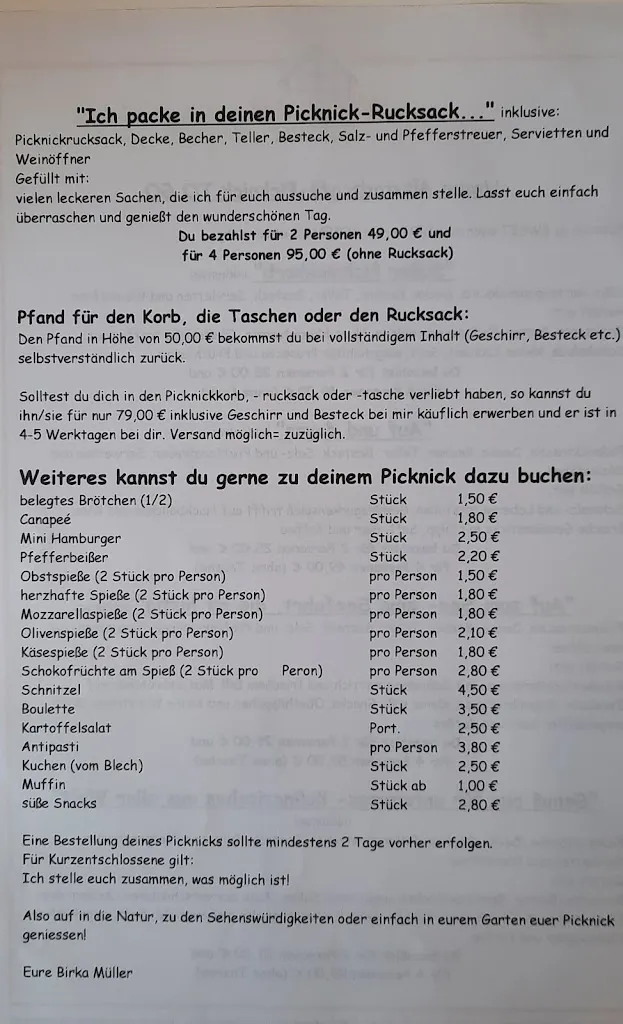 "Ich packe in deinen Picknick-Rucksack..." inklusive:
Picknickrucksack, Decke, Becher, Teller, Besteck, Salz- und Pfefferstreuer, Servietten und
Weinöffner
Gefüllt mit:
vielen leckeren Sachen, die ich für euch aussuche und zusammen stelle. Lasst euch einfach
überraschen und genießt den wunderschönen Tag.
Du bezahlst für 2 Personen 49,00 € und
für 4 Personen 95,00 € (ohne Rucksack)
Pfand für den Korb, die Taschen oder den Rucksack:
Den Pfand in Höhe von 50,00 € bekommst du bei vollständigem Inhalt (Geschirr, Besteck etc.)
selbstverständlich zurück.
Solltest du dich in den Picknickkorb, - rucksack oder -tasche verliebt haben, so kannst du
ihn/sie für nur 79,00 € inklusive Geschirr und Besteck bei mir käuflich erwerben und er ist in
4-5 Werktagen bei dir. Versand möglich= zuzüglich.
Weiteres kannst du gerne zu deinem Picknick dazu buchen:
belegtes Brötchen (1/2) Stück 1,50 €
Canapeé Stück 1,80 €
Mini Hamburger Stück 2,50 €
Pfefferbeißer Stück 2,20 €
Obstspieße (2 Stück pro Person) pro Person 1,50 €
herzhafte Spieße (2 Stück pro Person) pro Person 1,80 €
Mozzarellaspieße (2 Stück pro Person) pro Person 1,80 €
Olivenspieße (2 Stück pro Person) pro Person 2,10 €
Käsespieße (2 Stück pro Person) pro Person 1,80 €
Schokofrüchte am Spieß (2 Stück pro Peron) pro Person 2,80 €
Schnitzel Stück 4,50 €
Boulette Stück 3,50 €
Kartoffelsalat Port. 2,50 €
Antipasti pro Person 3,80 €
Kuchen (vom Blech) Stück 2,50 €
Muffin Stück ab 1,00 €
süße Snacks Stück 2,80 €
Eine Bestellung deines Picknicks sollte mindestens 2 Tage vorher erfolgen.
Für Kurzentschlossene gilt:
Ich stelle euch zusammen, was möglich ist!
Also auf in die Natur, zu den Sehenswürdigkeiten oder einfach in eurem Garten euer Picknick
geniessen!
Eure Birka Müller